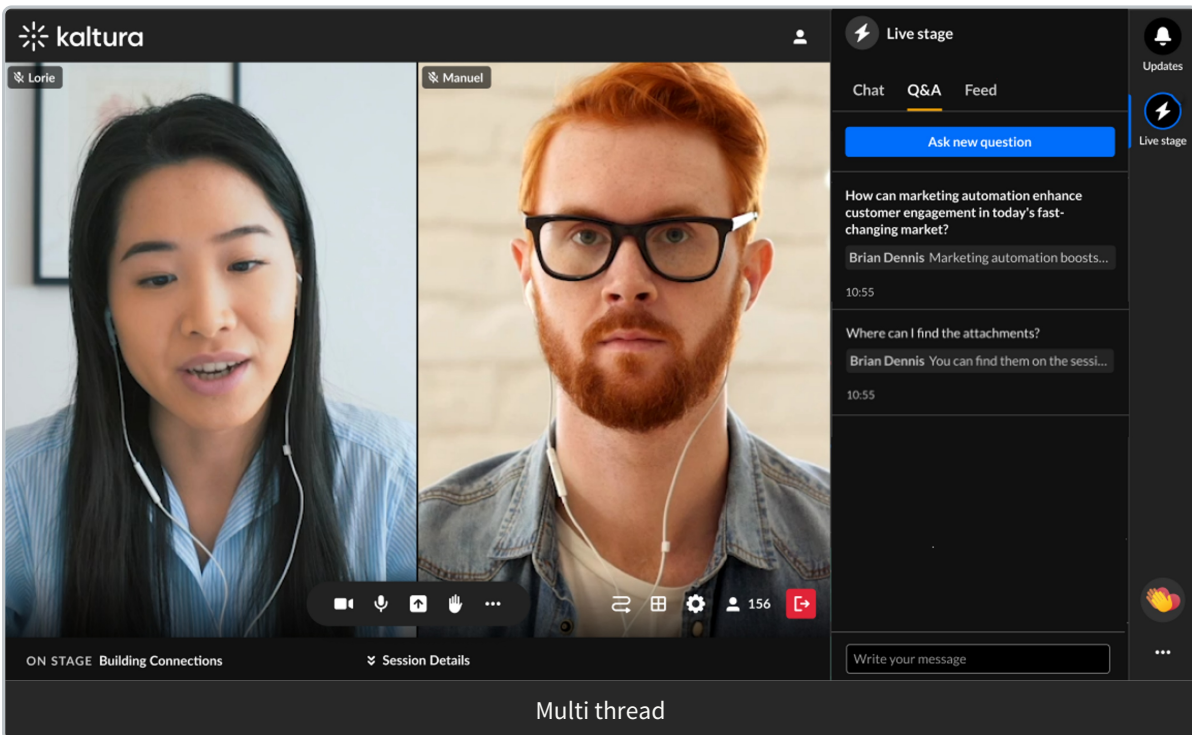 kaltura
Lorie
Manuel
156
ON STAGE Building Connections
Session Details
Live stage
Chat Q&A Feed
Ask new question
How can marketing automation enhance
customer engagement in today's fast-
changing market?
Brian Dennis Marketing automation boosts...
10:55
Where can I find the attachments?
Brian Dennis You can find them on the sessi...
10:55
Write your message
Updates
Live stage
Multi thread